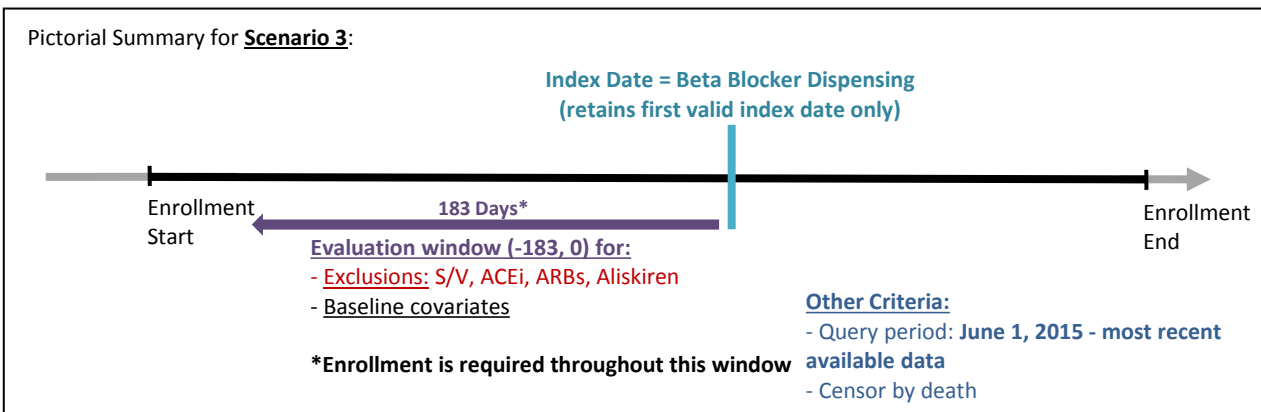 Pictorial Summary for Scenario 3:
Index Date = Beta Blocker Dispensing
(retains first valid index date only)
Enrollment
Start
183 Days*
Enrollment
End
Evaluation window (-183, 0) for:
- Exclusions: S/V, ACEi, ARBs, Aliskiren
- Baseline covariates
*Enrollment is required throughout this window
Other Criteria:
- Query period: June 1, 2015 - most recent
available data
- Censor by death